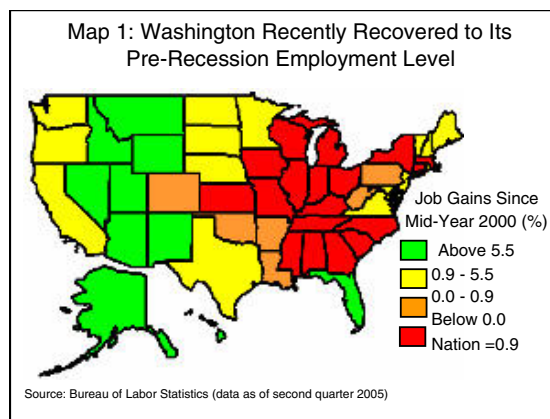 Map 1: Washington Recently Recovered to Its
Pre-Recession Employment Level
Job Gains Since
Mid-Year 2000 (%)
Above 5.5
0.9 - 5.5
0.0 - 0.9
Below 0.0
Nation =0.9
Source: Bureau of Labor Statistics (data as of second quarter 2005)